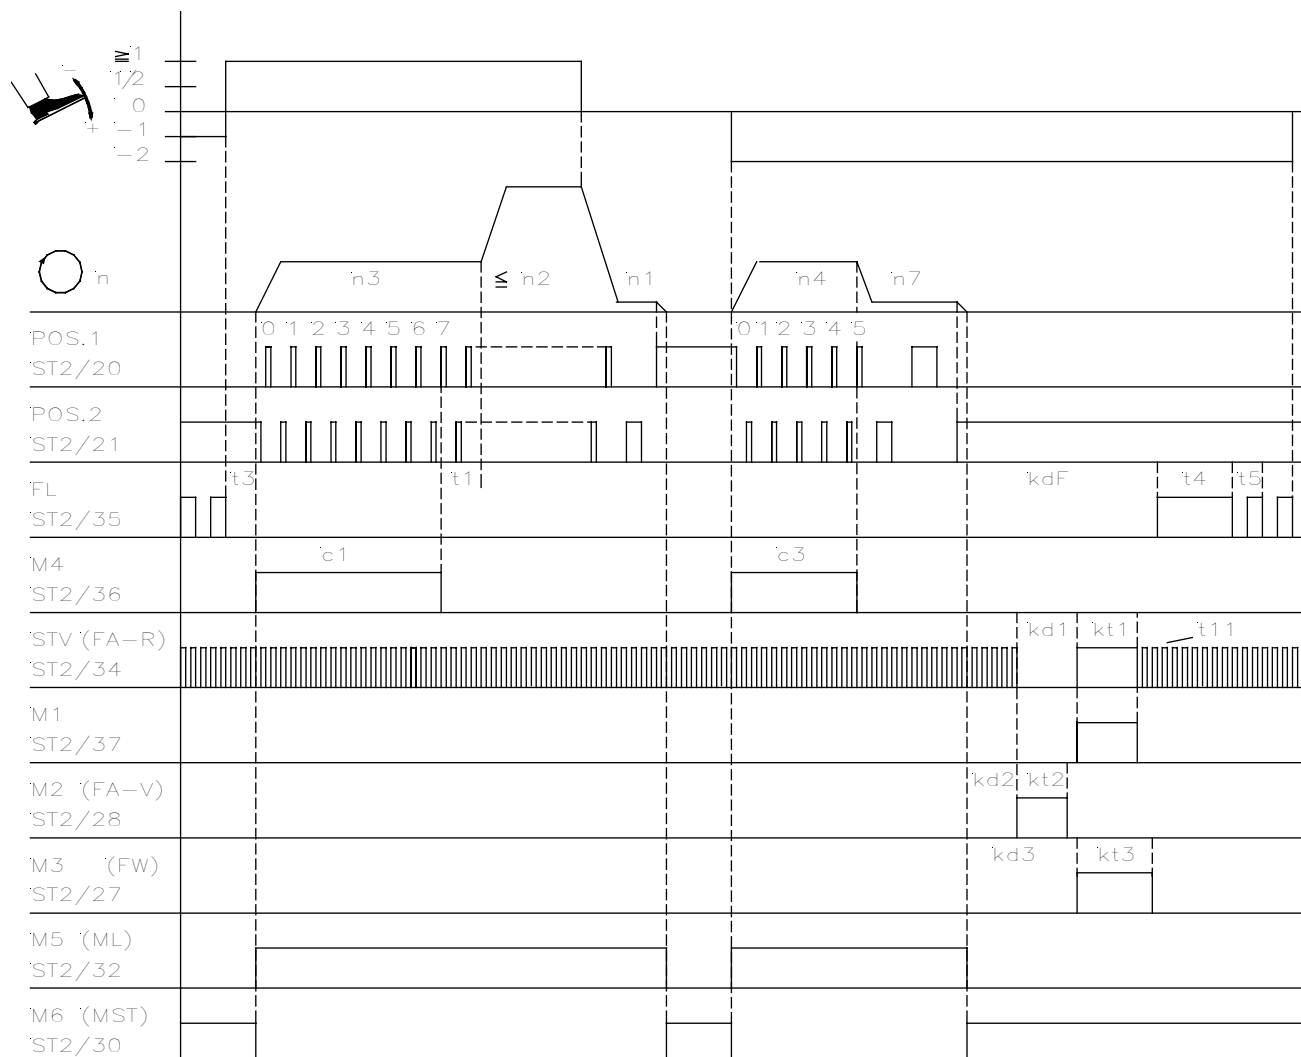 ≧1
1/2
0
−1
−2
−
+
n
n3
≦ n2
n1
n4
n7
0 1 2 3 4 5 6 7
0 1 2 3 4 5
POS.1
ST2/20
POS.2
ST2/21
t3
t1
kdF
t4
t5
FL
ST2/35
c1
c3
M4
ST2/36
STV (FA−R)
kd1
kt1
t11
ST2/34
M1
ST2/37
M2 (FA−V)
kd2
kt2
ST2/28
M3 (FW)
kd3
kt3
ST2/27
M5 (ML)
ST2/32
M6 (MST)
ST2/30